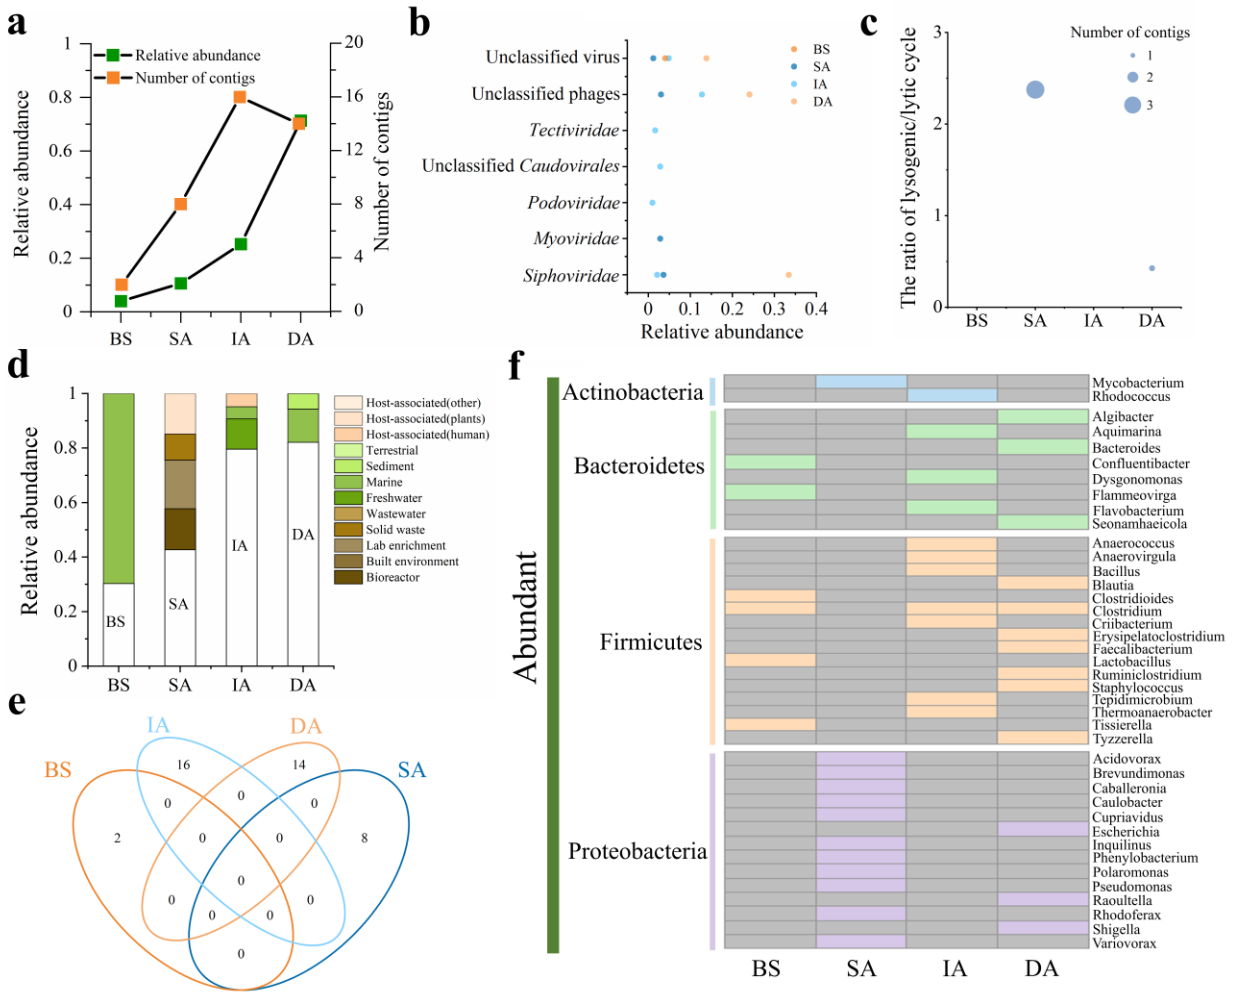 a
Relative abundance
Number of contigs
1
0.8
0.6
0.4
0.2
0
Relative abundance
20
16
12
8
4
0
Number of contigs
BS SA IA DA
b
Unclassified virus
Unclassified phages
Tectiviridae
Unclassified Caudovirales
Podoviridae
Myoviridae
Siphoviridae
BS
SA
IA
DA
0 0.1 0.2 0.3 0.4
Relative abundance
c
Number of contigs
1
2
3
3
2
1
0
The ratio of lysogenic/lytic cycle
BS SA IA DA
d
1
0.8
0.6
0.4
0.2
0
Relative abundance
BS
SA
IA
DA
BS SA IA DA
Host-associated(other)
Host-associated(plants)
Host-associated(human)
Terrestrial
Sediment
Marine
Freshwater
Wastewater
Solid waste
Lab enrichment
Built environment
Bioreactor
e
IA DA
BS SA
16 14
0 0 0
2 0 0 8
0
0 0 0 0
0
f
Abundant
Actinobacteria
Mycobacterium
Rhodococcus
Bacteroidetes
Algibacter
Aquimarina
Bacteroides
Confluentibacter
Dysgonomonas
Flammeovirga
Flavobacterium
Seonamhaeicola
Firmicutes
Anaerococcus
Anaerovirgula
Bacillus
Blautia
Clostridioides
Clostridium
Criibacterium
Erysipelatoclostridium
Faecalibacterium
Lactobacillus
Ruminiclostridium
Staphylococcus
Tepidimicrobium
Thermoanaerobacter
Tissierella
Tyzzerella
Proteobacteria
Acidovorax
Brevundimonas
Caballeronia
Caulobacter
Cupriavidus
Escherichia
Inquilinus
Phenylobacterium
Polaromonas
Pseudomonas
Raoultella
Rhodoferax
Shigella
Variovorax
BS SA IA DA